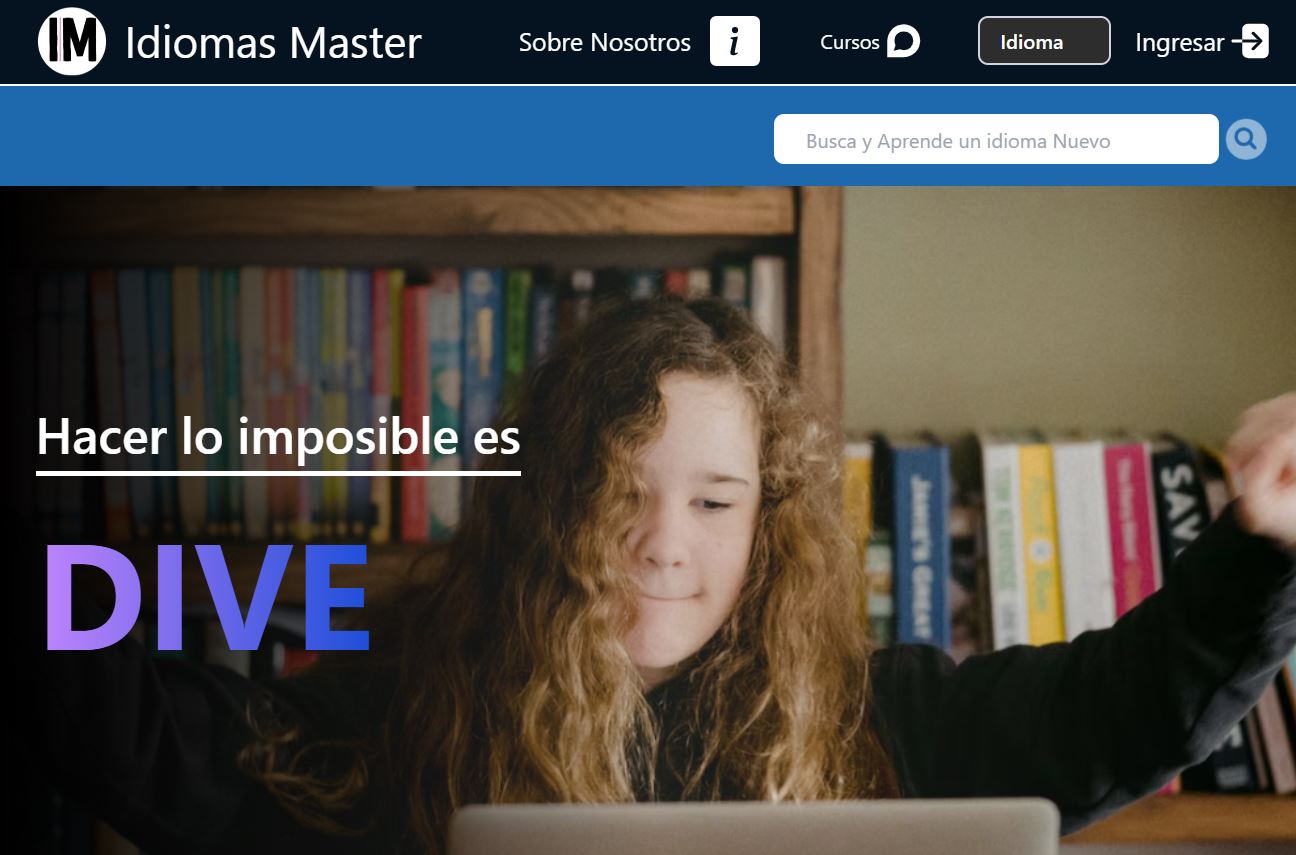 IM Idiomas Master
Sobre Nosotros i
Cursos
Idioma
Ingresar
Busca y Aprende un idioma Nuevo
Hacer lo imposible es
DIVE